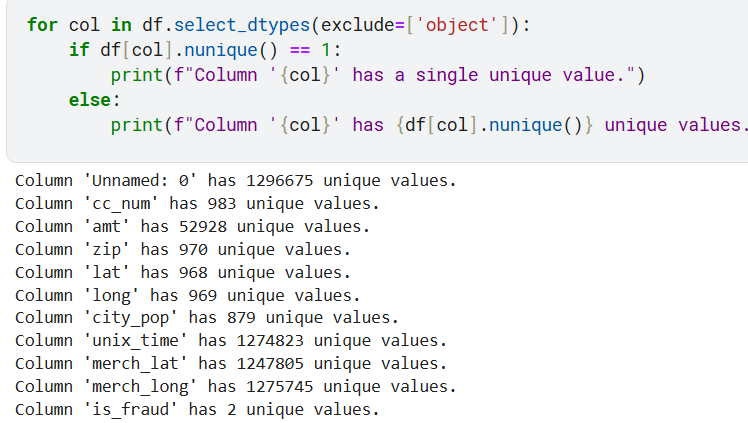 for col in df.select_dtypes(exclude=['object']):
    if df[col].nunique() == 1:
        print(f"Column '{col}' has a single unique value.")
    else:
        print(f"Column '{col}' has {df[col].nunique()} unique values.
Column 'Unnamed: 0' has 1296675 unique values.
Column 'cc_num' has 983 unique values.
Column 'amt' has 52928 unique values.
Column 'zip' has 970 unique values.
Column 'lat' has 968 unique values.
Column 'long' has 969 unique values.
Column 'city_pop' has 879 unique values.
Column 'unix_time' has 1274823 unique values.
Column 'merch_lat' has 1247805 unique values.
Column 'merch_long' has 1275745 unique values.
Column 'is_fraud' has 2 unique values.